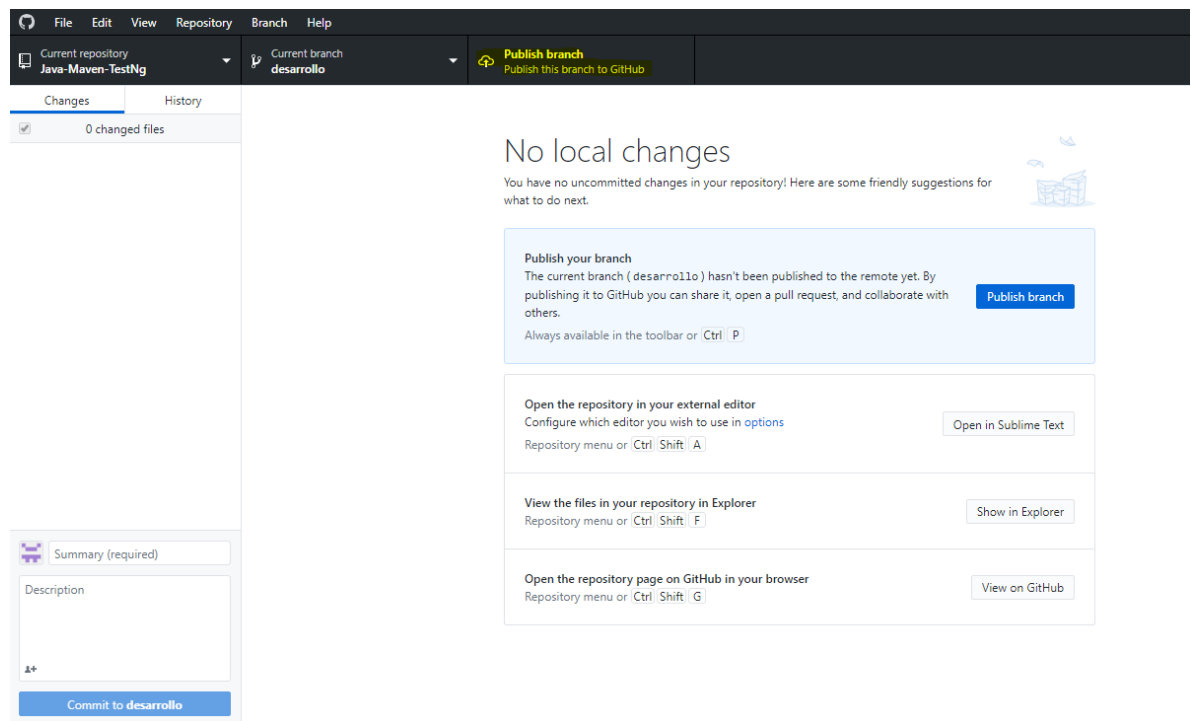 File Edit View Repository Branch Help
Current repository
Java-Maven-TestNg
Current branch
desarrollo
Publish branch
Publish this branch to GitHub
Changes History
0 changed files
No local changes
You have no uncommitted changes in your repository! Here are some friendly suggestions for
what to do next.
Publish your branch
The current branch (desarrollo) hasn't been published to the remote yet. By
publishing it to GitHub you can share it, open a pull request, and collaborate with
others.
Always available in the toolbar or Ctrl P
Publish branch
Open the repository in your external editor
Configure which editor you wish to use in options
Repository menu or Ctrl Shift A
Open in Sublime Text
View the files in your repository in Explorer
Repository menu or Ctrl Shift F
Show in Explorer
Open the repository page on GitHub in your browser
Repository menu or Ctrl Shift G
View on GitHub
Summary (required)
Description
Commit to desarrollo